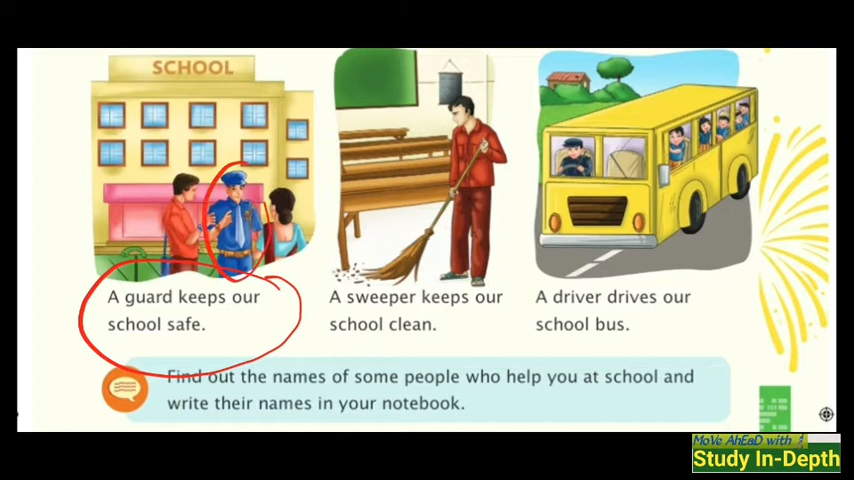 SCHOOL
A guard keeps our
school safe.
A sweeper keeps our
school clean.
A driver drives our
school bus.
Find out the names of some people who help you at school and
write their names in your notebook.
MoVe AhEaD with
Study In-Depth